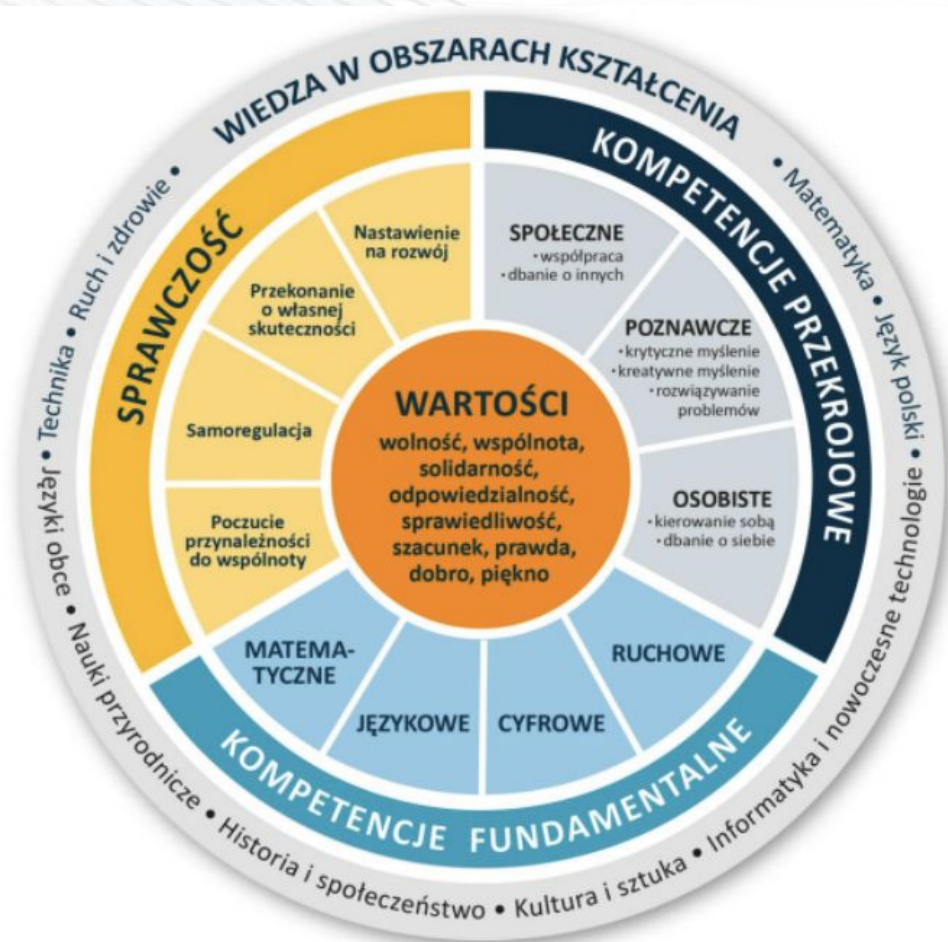 WIEDZA W OBSZARACH KSZTAŁCENIA
• Matematyka • Język polski • Informatyka i nowoczesne technologie • Kultura i sztuka • Historia i społeczeństwo • Nauki przyrodnicze • Języki obce • Technika • Ruch i zdrowie •
SPRAWCZOŚĆ
Nastawienie
na rozwój
Przekonanie
o własnej
skuteczności
Samoregulacja
Poczucie
przynależności
do wspólnoty
KOMPETENCJE PRZEKROJOWE
SPOŁECZNE
• współpraca
• dbanie o innych
POZNAWCZE
• krytyczne myślenie
• kreatywne myślenie
• rozwiązywanie
problemów
OSOBISTE
• kierowanie sobą
• dbanie o siebie
WARTOŚCI
wolność, wspólnota,
solidarność,
odpowiedzialność,
sprawiedliwość,
szacunek, prawda,
dobro, piękno
MATEMA-
TYCZNE
JĘZYKOWE
CYFROWE
RUCHOWE
KOMPETENCJE FUNDAMENTALNE